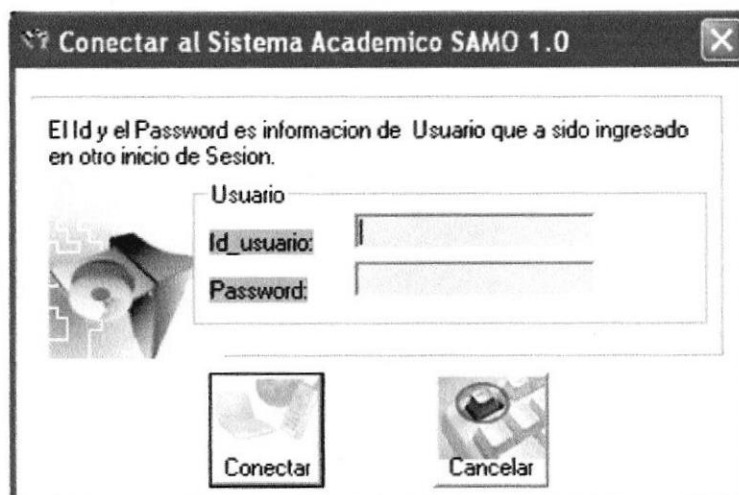 Conectar al Sistema Academico SAMO 1.0
El Id y el Password es informacion de Usuario que a sido ingresado
en otro inicio de Sesion.
Usuario
Id_usuario:
Password:
Conectar
Cancelar